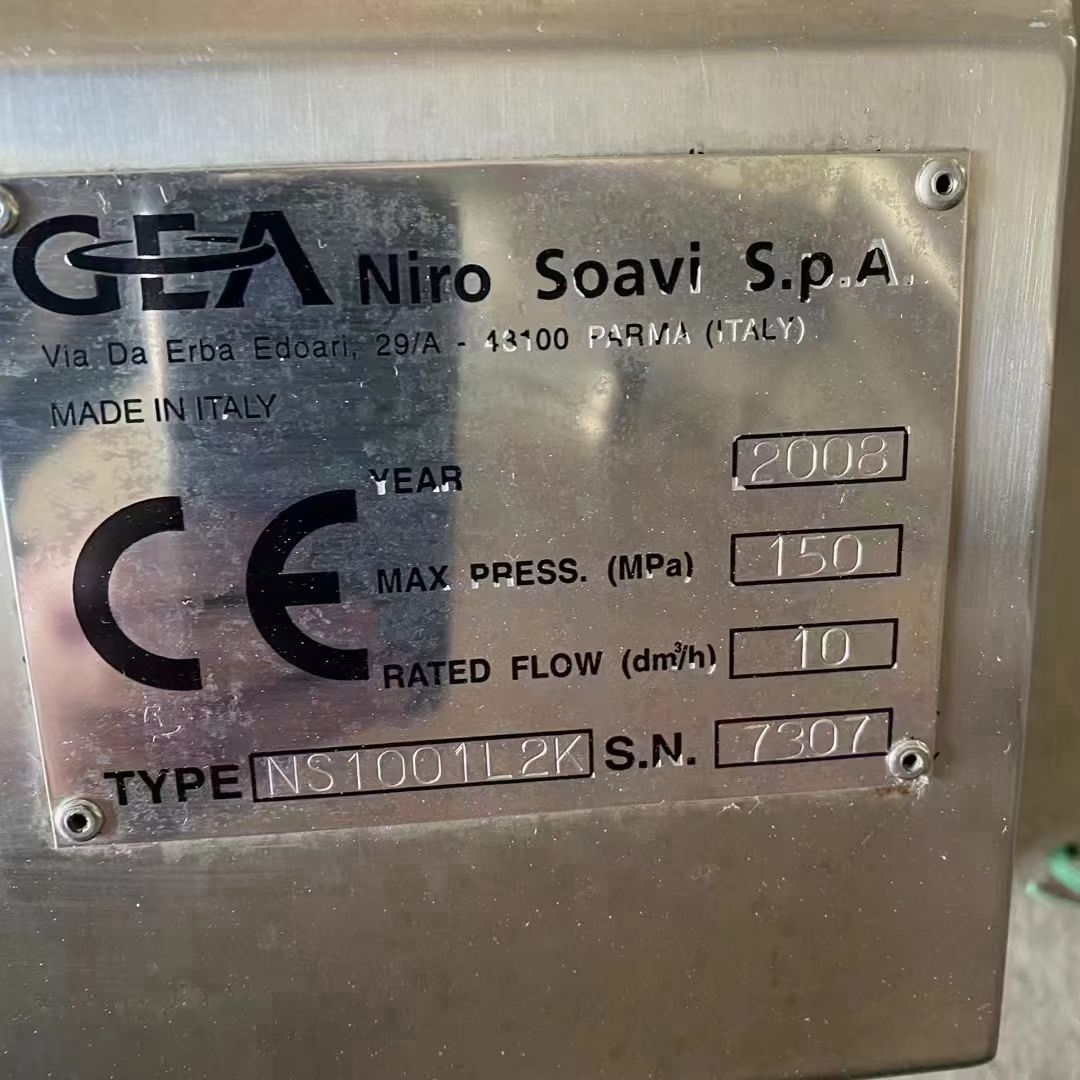 GEA Niro Soavi S.p.A.
Via Da Erba Edoari, 29/A - 43100 PARMA (ITALY)
MADE IN ITALY
CE
YEAR 2008
MAX PRESS. (MPa) 150
RATED FLOW (dm³/h) 10
TYPE NS1001L2K S.N. 7307